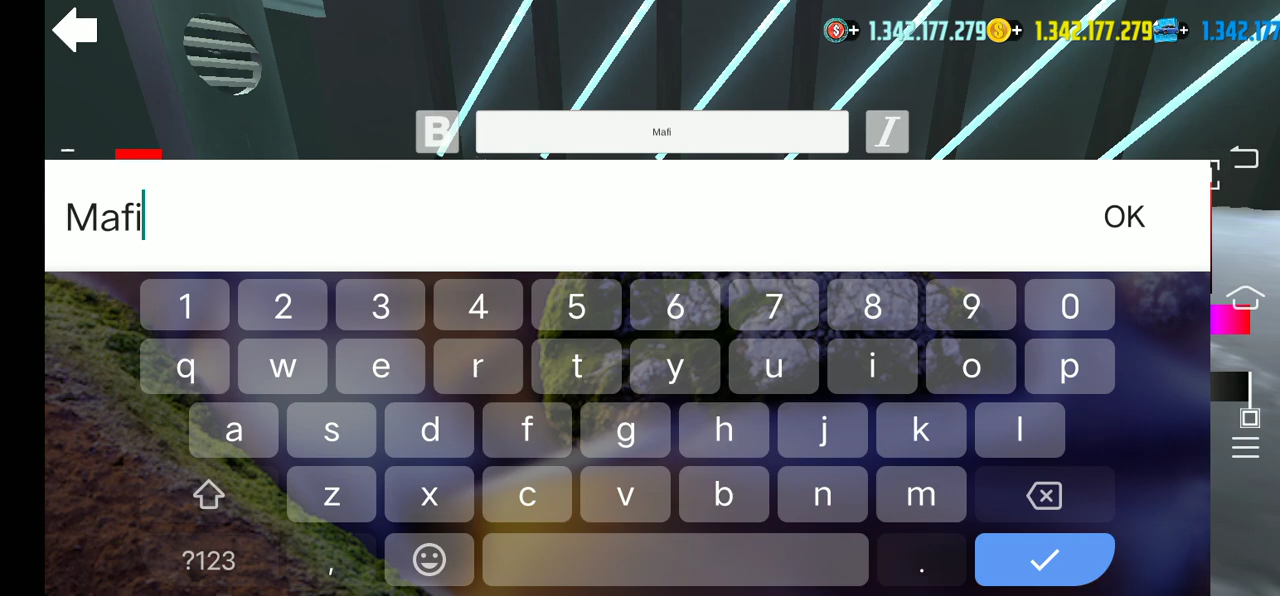 1.342.177.279 1.342.177.279 1.342.177
B Mafi I
Mafi OK
1 2 3 4 5 6 7 8 9 0
q w e r t y u i o p
a s d f g h j k l
z x c v b n m
?123 , .